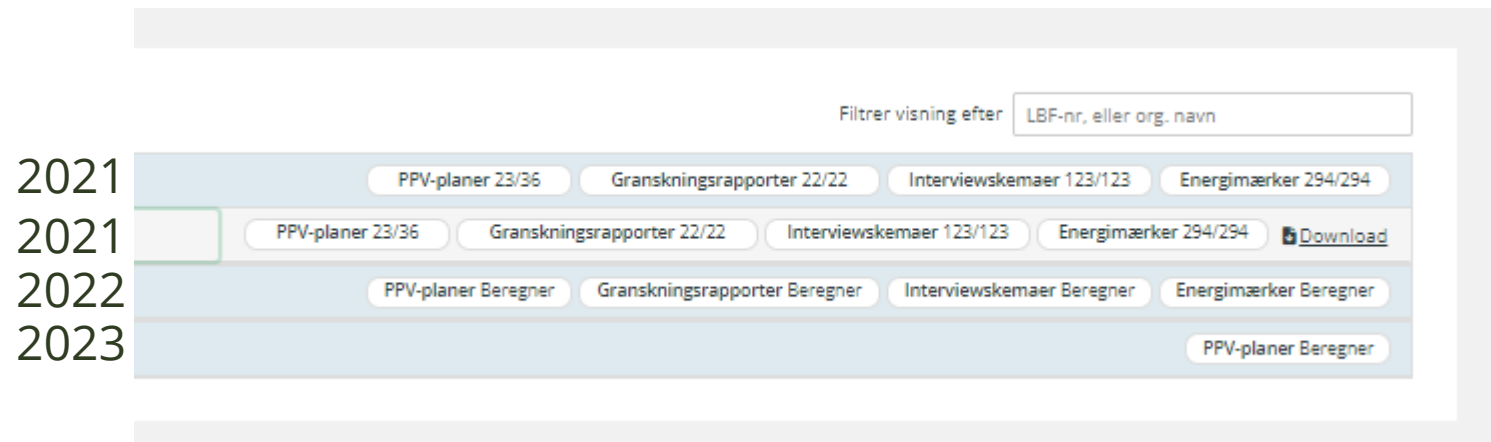 Filtrer visning efter LBF-nr, eller org. navn
2021 PPV-planer 23/36 Granskningsrapporter 22/22 Interviewskemaer 123/123 Energimærker 294/294
2021 PPV-planer 23/36 Granskningsrapporter 22/22 Interviewskemaer 123/123 Energimærker 294/294 Download
2022 PPV-planer Beregner Granskningsrapporter Beregner Interviewskemaer Beregner Energimærker Beregner
2023 PPV-planer Beregner